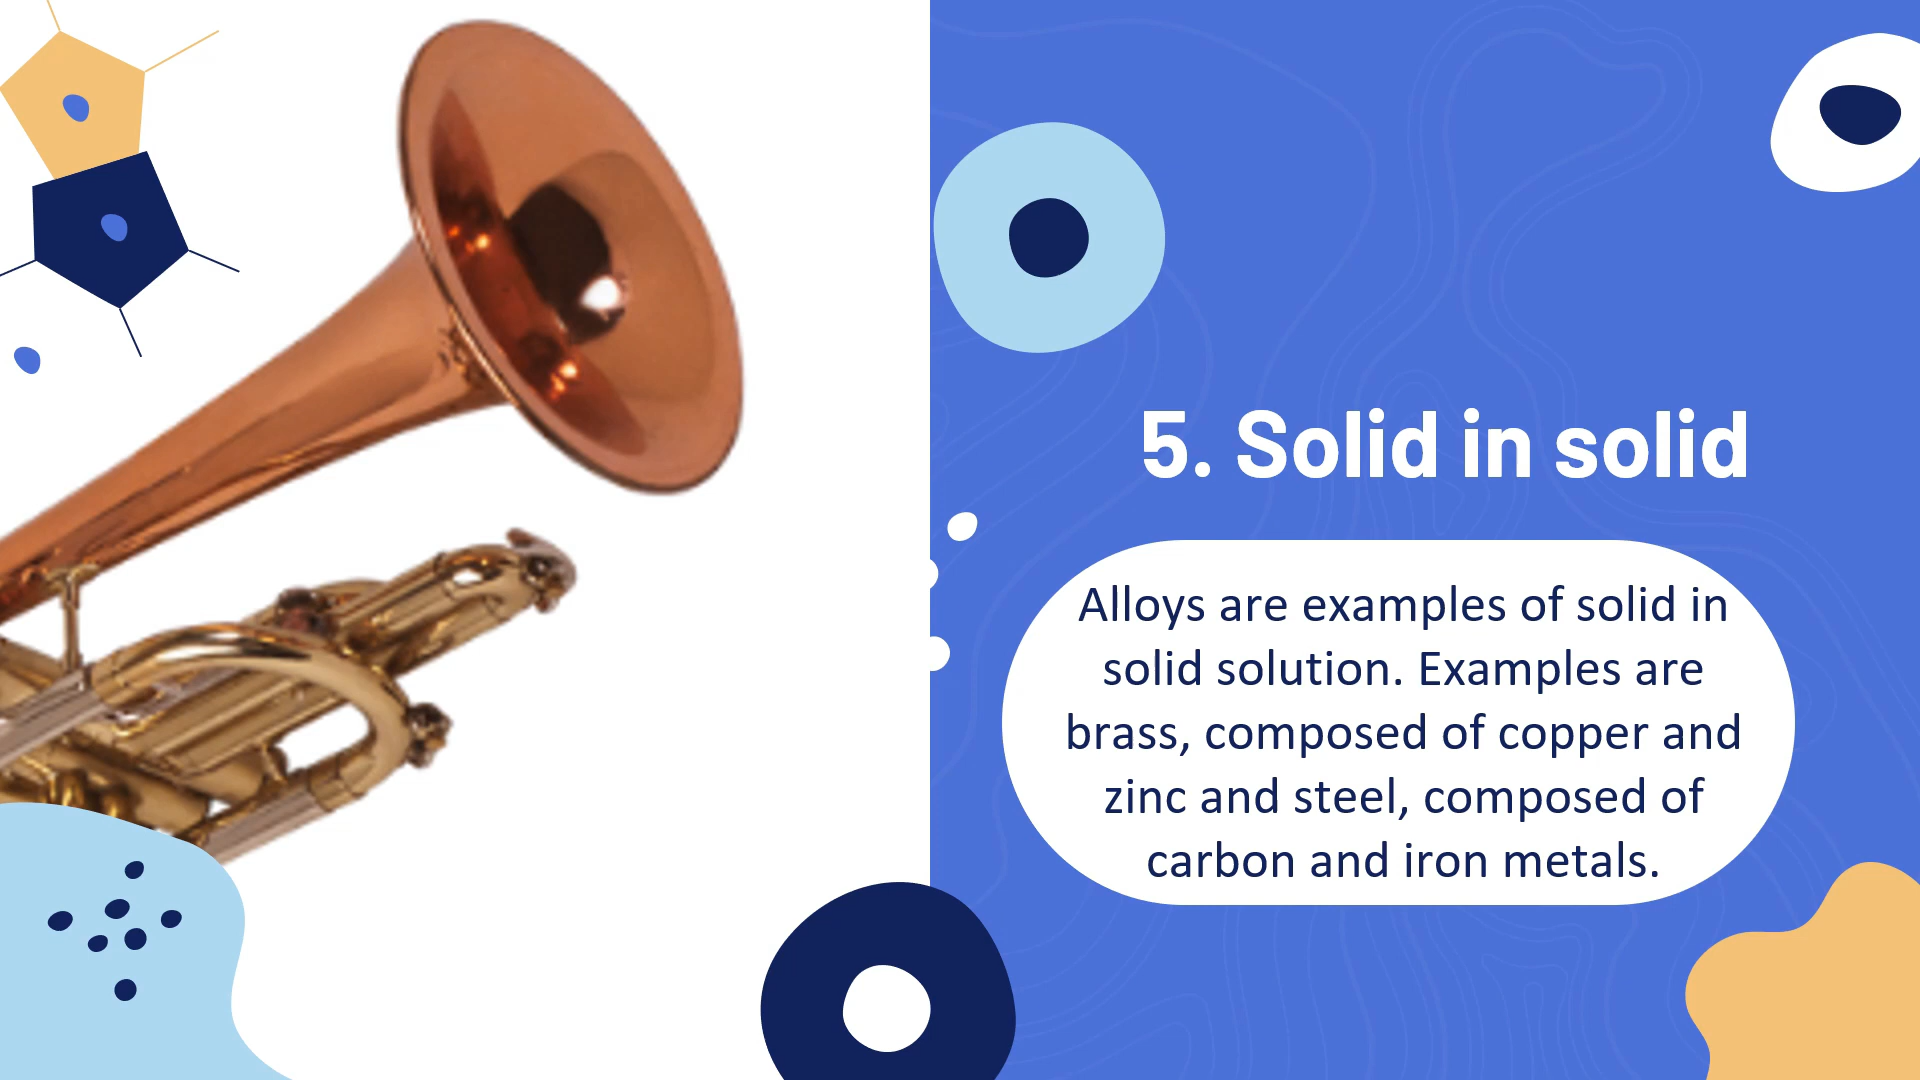 5. Solid in solid
Alloys are examples of solid in
solid solution. Examples are
brass, composed of copper and
zinc and steel, composed of
carbon and iron metals.